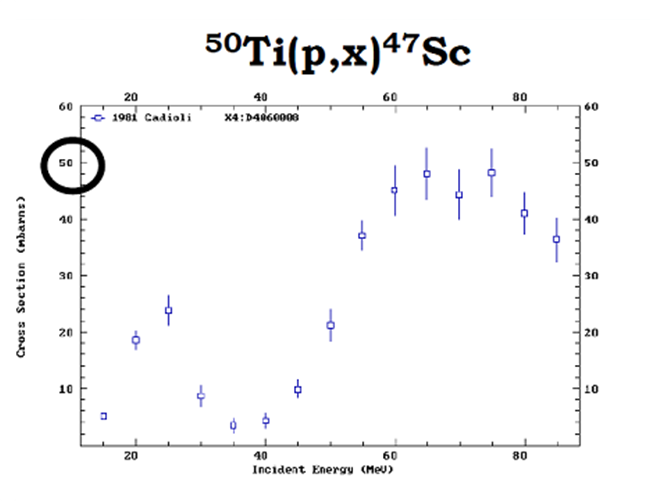 ⁵⁰Ti(p,x)⁴⁷Sc
20 40 60 80
60 60
1981 Cadioli X4:D4060008
50 50
40 40
30 30
20 20
10 10
Cross Section (mbarns)
20 40 60 80
Incident Energy (MeV)